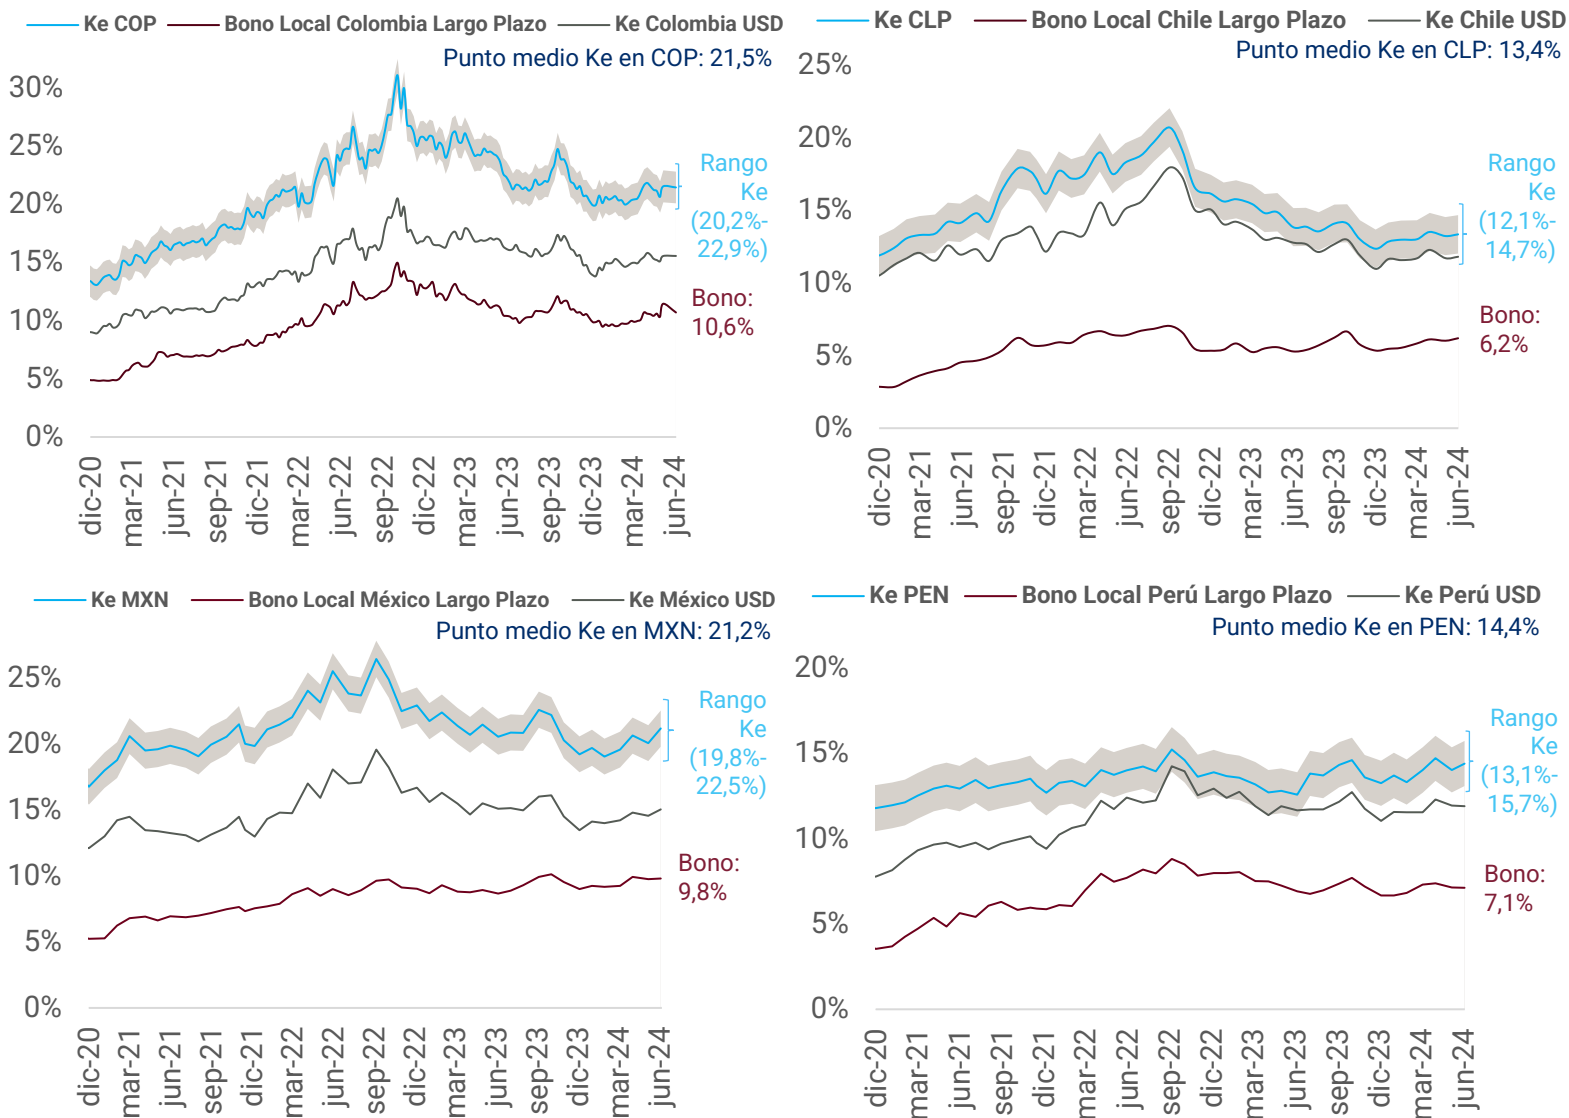 Ke COP Bono Local Colombia Largo Plazo Ke Colombia USD
Punto medio Ke en COP: 21,5%
30%
25%
20%
15%
10%
5%
0%
Rango
Ke
(20,2%-
22,9%)
Bono:
10,6%
dic-20
mar-21
jun-21
sep-21
dic-21
mar-22
jun-22
sep-22
dic-22
mar-23
jun-23
sep-23
dic-23
mar-24
jun-24
Ke CLP Bono Local Chile Largo Plazo Ke Chile USD
Punto medio Ke en CLP: 13,4%
25%
20%
15%
10%
5%
0%
Rango
Ke
(12,1%-
14,7%)
Bono:
6,2%
dic-20
mar-21
jun-21
sep-21
dic-21
mar-22
jun-22
sep-22
dic-22
mar-23
jun-23
sep-23
dic-23
mar-24
jun-24
Ke MXN Bono Local México Largo Plazo Ke México USD
Punto medio Ke en MXN: 21,2%
25%
20%
15%
10%
5%
0%
Rango
Ke
(19,8%-
22,5%)
Bono:
9,8%
dic-20
mar-21
jun-21
sep-21
dic-21
mar-22
jun-22
sep-22
dic-22
mar-23
jun-23
sep-23
dic-23
mar-24
jun-24
Ke PEN Bono Local Perú Largo Plazo Ke Perú USD
Punto medio Ke en PEN: 14,4%
20%
15%
10%
5%
0%
Rango
Ke
(13,1%-
15,7%)
Bono:
7,1%
dic-20
mar-21
jun-21
sep-21
dic-21
mar-22
jun-22
sep-22
dic-22
mar-23
jun-23
sep-23
dic-23
mar-24
jun-24